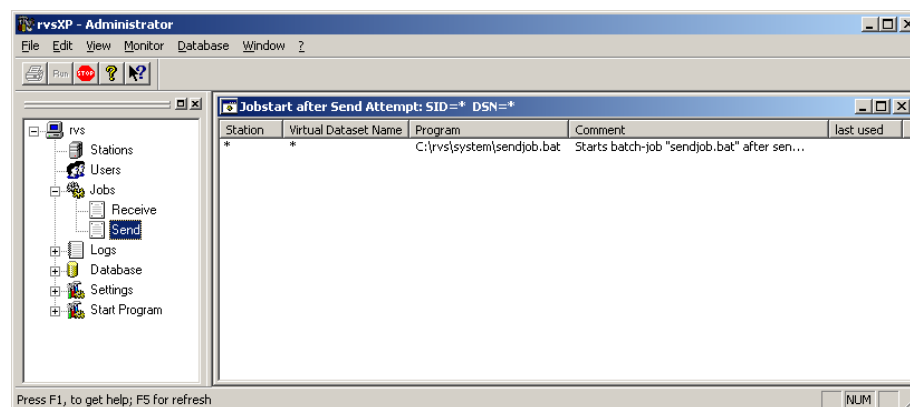 rvsXP - Administrator
File Edit View Monitor Database Window ?
Run STOP ? ?
Jobstart after Send Attempt: SID=* DSN=*
Station Virtual Dataset Name Program Comment last used
* * C:\rvs\system\sendjob.bat Starts batch-job "sendjob.bat" after sen...
rvs
Stations
Users
Jobs
Receive
Send
Logs
Database
Settings
Start Program
Press F1, to get help; F5 for refresh
NUM